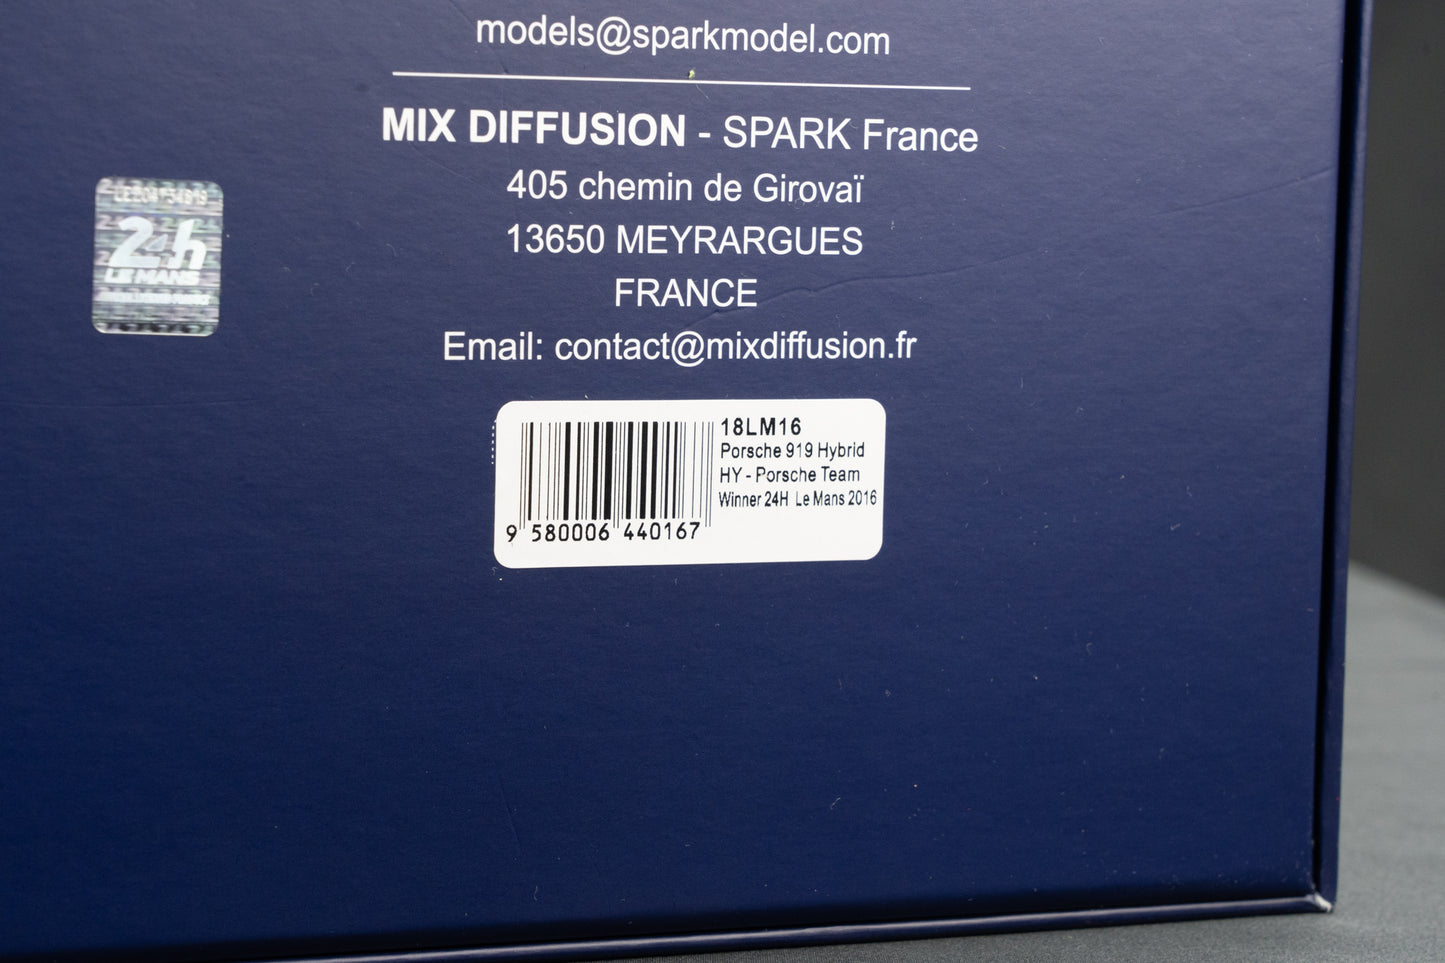 models@sparkmodel.com
MIX DIFFUSION - SPARK France
405 chemin de Girovaï
13650 MEYRARGUES
FRANCE
Email: contact@mixdiffusion.fr
24h
LE MANS
18LM16
Porsche 919 Hybrid
HY - Porsche Team
Winner 24H Le Mans 2016
9 580006 440167